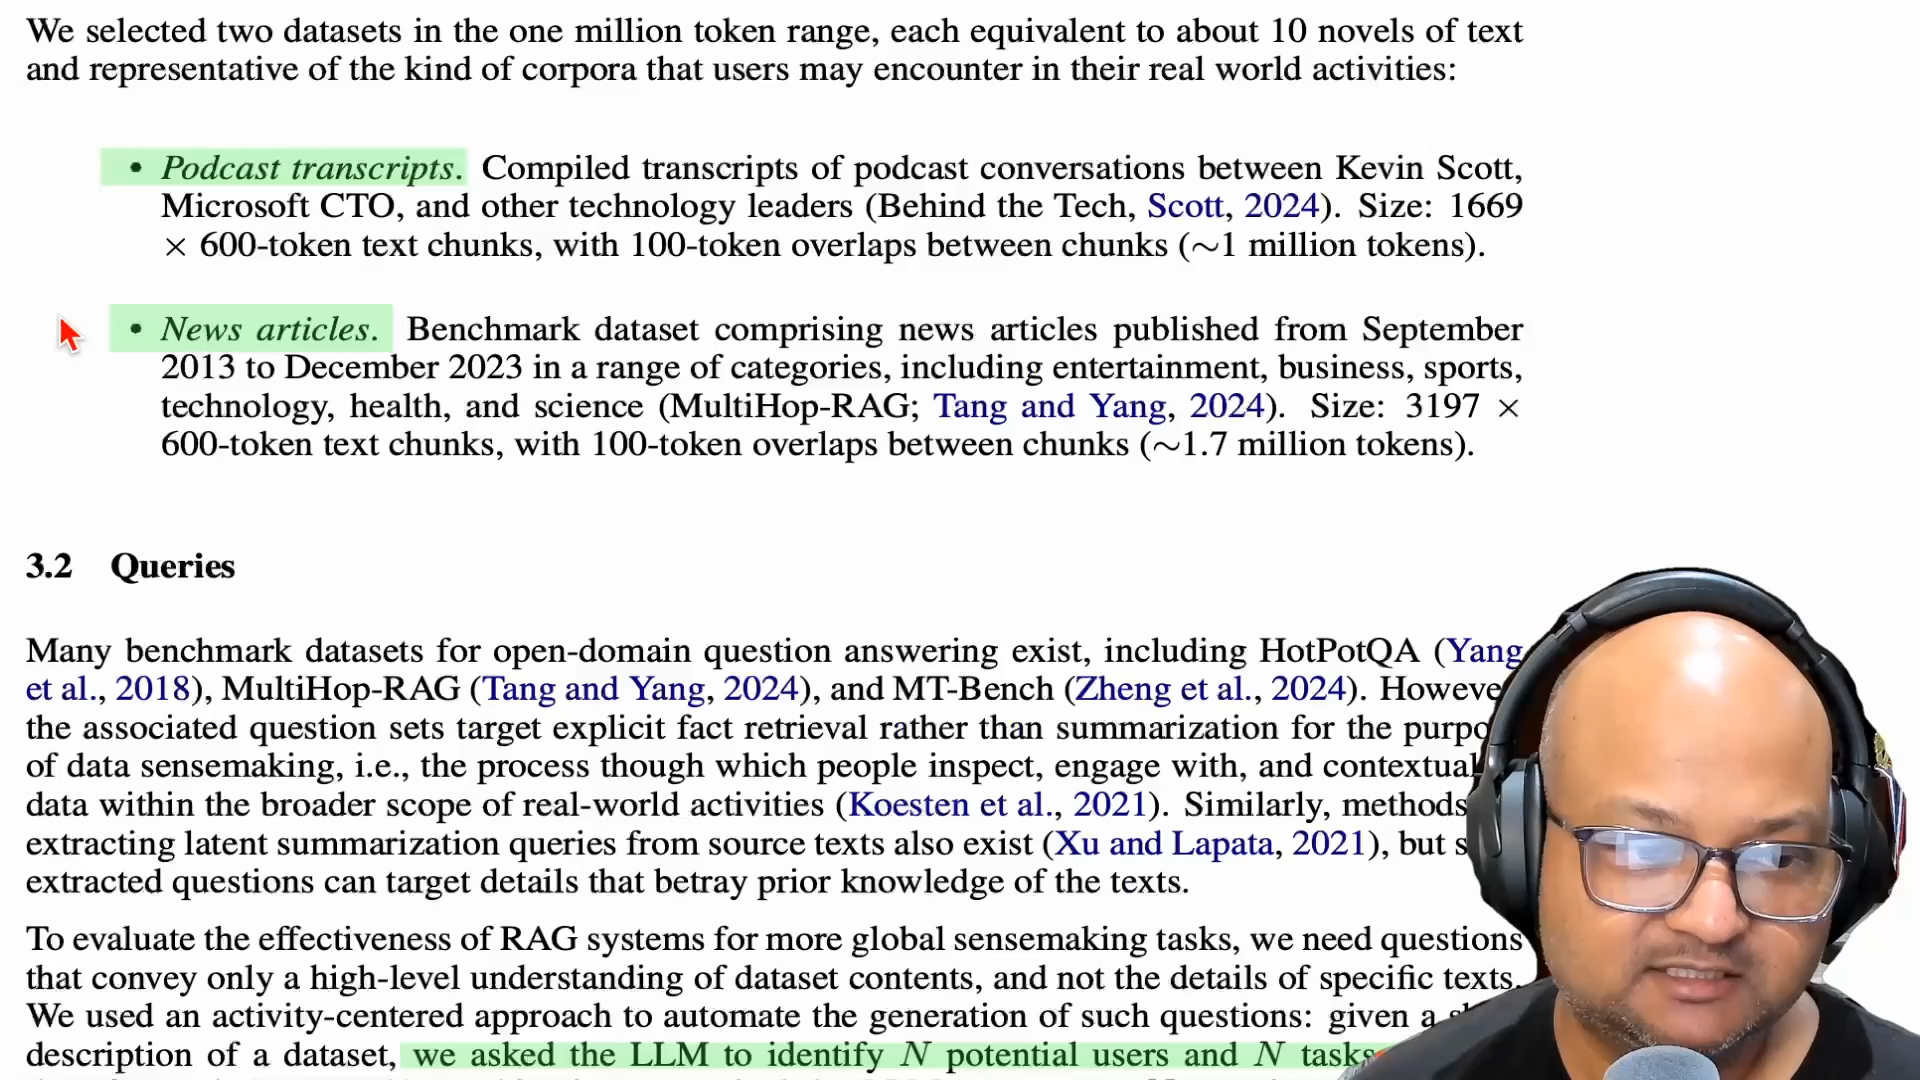 We selected two datasets in the one million token range, each equivalent to about 10 novels of text
and representative of the kind of corpora that users may encounter in their real world activities:
• Podcast transcripts. Compiled transcripts of podcast conversations between Kevin Scott,
Microsoft CTO, and other technology leaders (Behind the Tech, Scott, 2024). Size: 1669
× 600-token text chunks, with 100-token overlaps between chunks (∼1 million tokens).
• News articles. Benchmark dataset comprising news articles published from September
2013 to December 2023 in a range of categories, including entertainment, business, sports,
technology, health, and science (MultiHop-RAG; Tang and Yang, 2024). Size: 3197 ×
600-token text chunks, with 100-token overlaps between chunks (∼1.7 million tokens).
3.2 Queries
Many benchmark datasets for open-domain question answering exist, including HotPotQA (Yang
et al., 2018), MultiHop-RAG (Tang and Yang, 2024), and MT-Bench (Zheng et al., 2024). Howeve
the associated question sets target explicit fact retrieval rather than summarization for the purpo
of data sensemaking, i.e., the process though which people inspect, engage with, and contextual
data within the broader scope of real-world activities (Koesten et al., 2021). Similarly, methods
extracting latent summarization queries from source texts also exist (Xu and Lapata, 2021), but s
extracted questions can target details that betray prior knowledge of the texts.
To evaluate the effectiveness of RAG systems for more global sensemaking tasks, we need questions
that convey only a high-level understanding of dataset contents, and not the details of specific texts.
We used an activity-centered approach to automate the generation of such questions: given a
description of a dataset, we asked the LLM to identify N potential users and N tasks